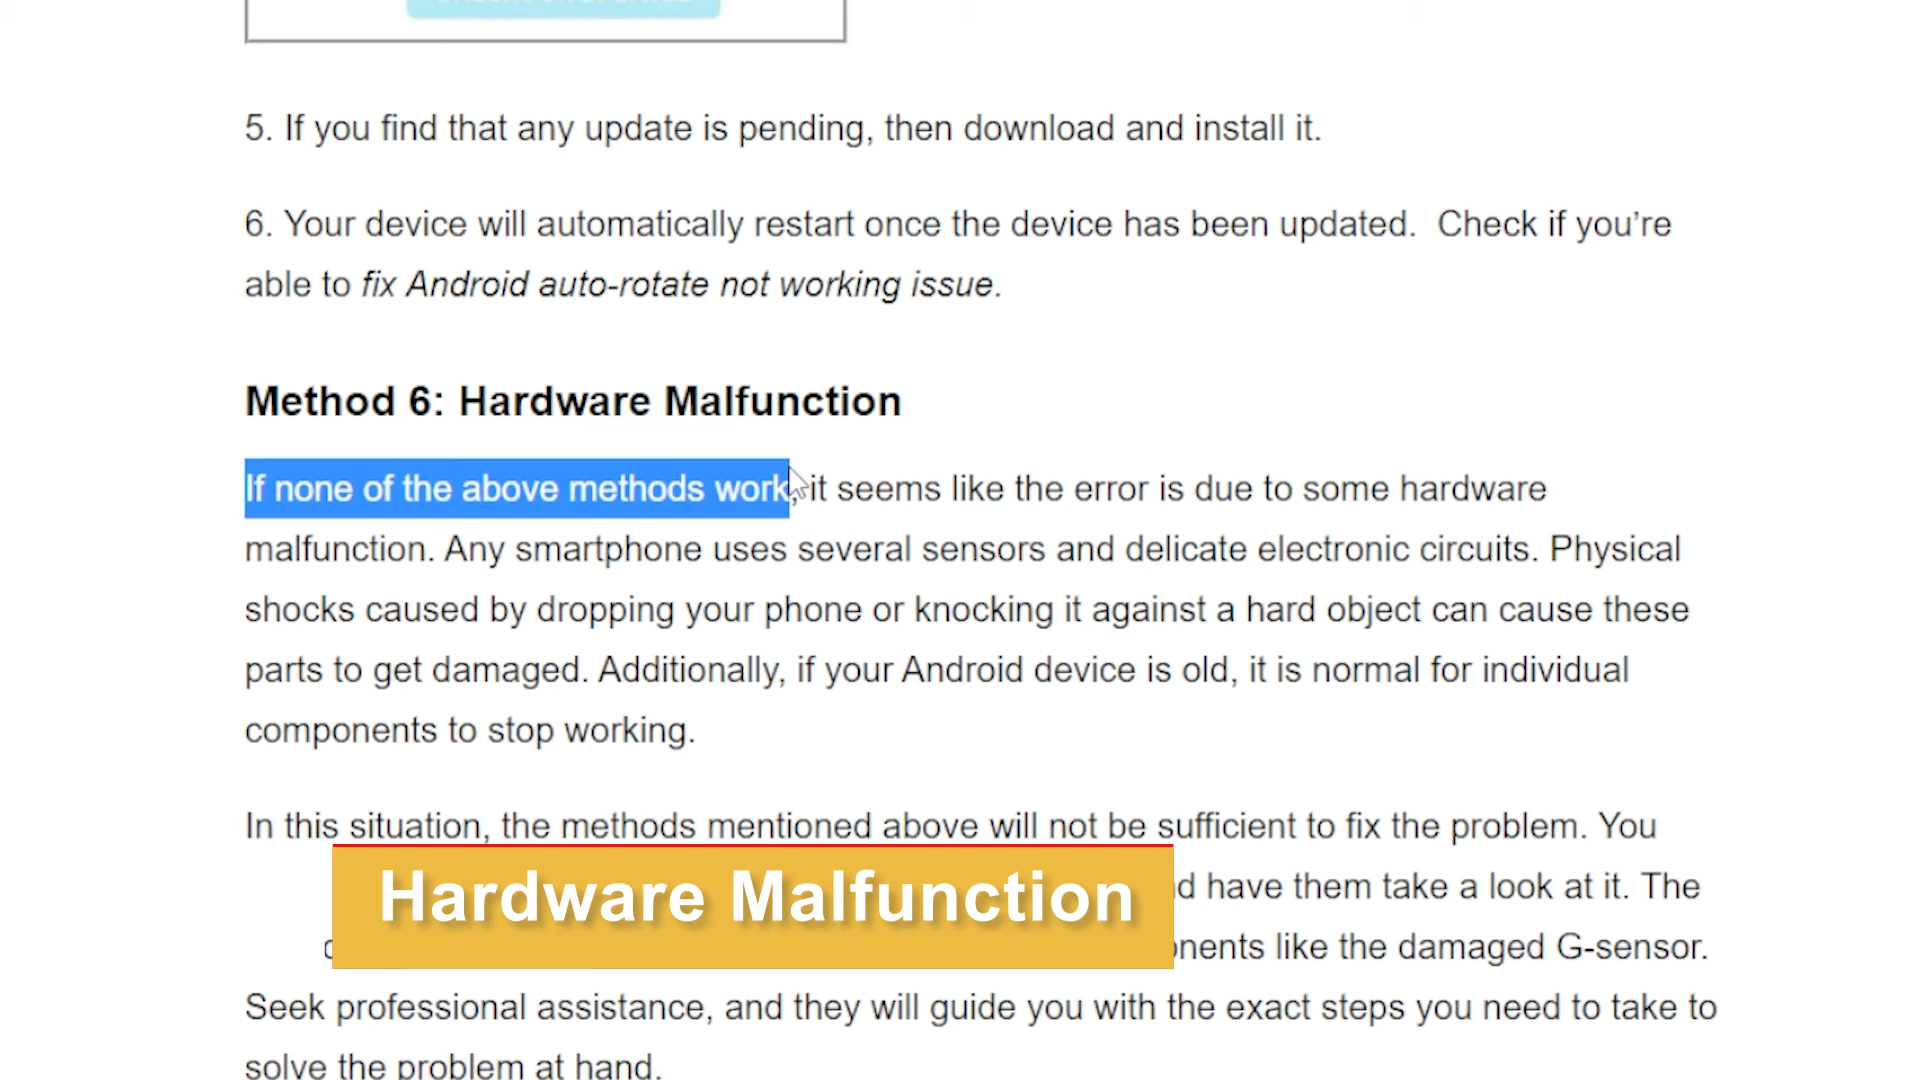 5. If you find that any update is pending, then download and install it.
6. Your device will automatically restart once the device has been updated.  Check if you’re
able to fix Android auto-rotate not working issue.
Method 6: Hardware Malfunction
If none of the above methods work, it seems like the error is due to some hardware
malfunction. Any smartphone uses several sensors and delicate electronic circuits. Physical
shocks caused by dropping your phone or knocking it against a hard object can cause these
parts to get damaged. Additionally, if your Android device is old, it is normal for individual
components to stop working.
In this situation, the methods mentioned above will not be sufficient to fix the problem. You
have them take a look at it. The
like the damaged G-sensor.
Hardware Malfunction
Seek professional assistance, and they will guide you with the exact steps you need to take to
solve the problem at hand.